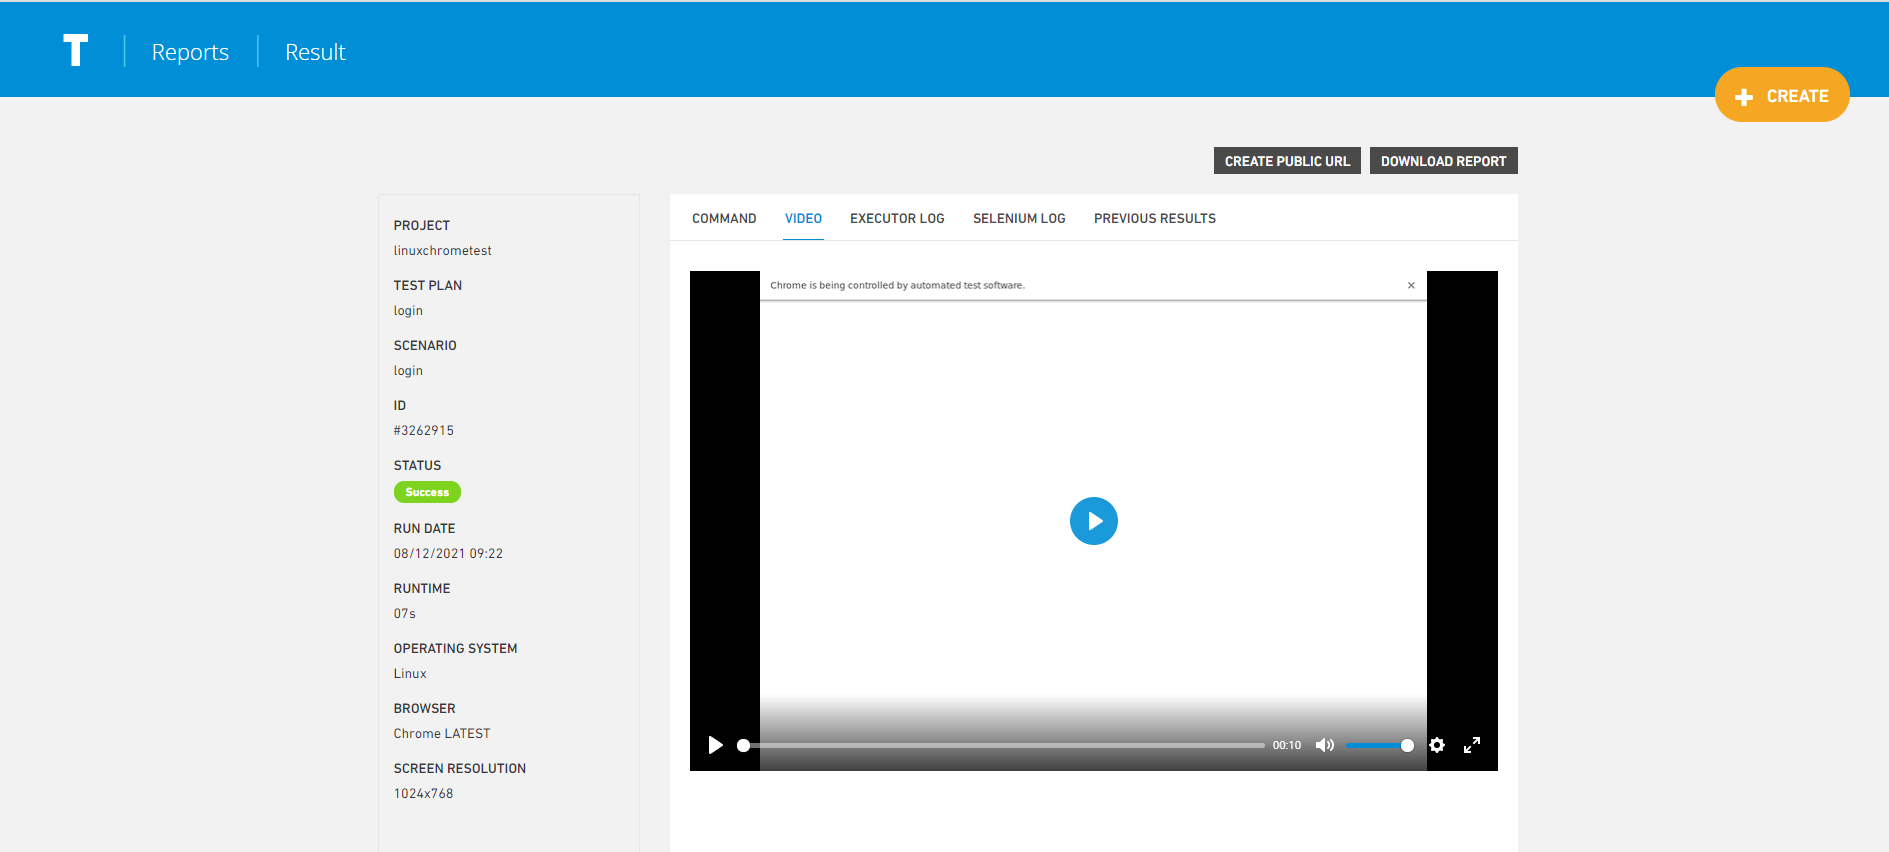 T
Reports
Result
CREATE
CREATE PUBLIC URL
DOWNLOAD REPORT
PROJECT
linuxchrometest
TEST PLAN
login
SCENARIO
login
ID
#3262915
STATUS
Success
RUN DATE
08/12/2021 09:22
RUNTIME
07s
OPERATING SYSTEM
Linux
BROWSER
Chrome LATEST
SCREEN RESOLUTION
1024x768
COMMAND
VIDEO
EXECUTOR LOG
SELENIUM LOG
PREVIOUS RESULTS
Chrome is being controlled by automated test software.
00:10